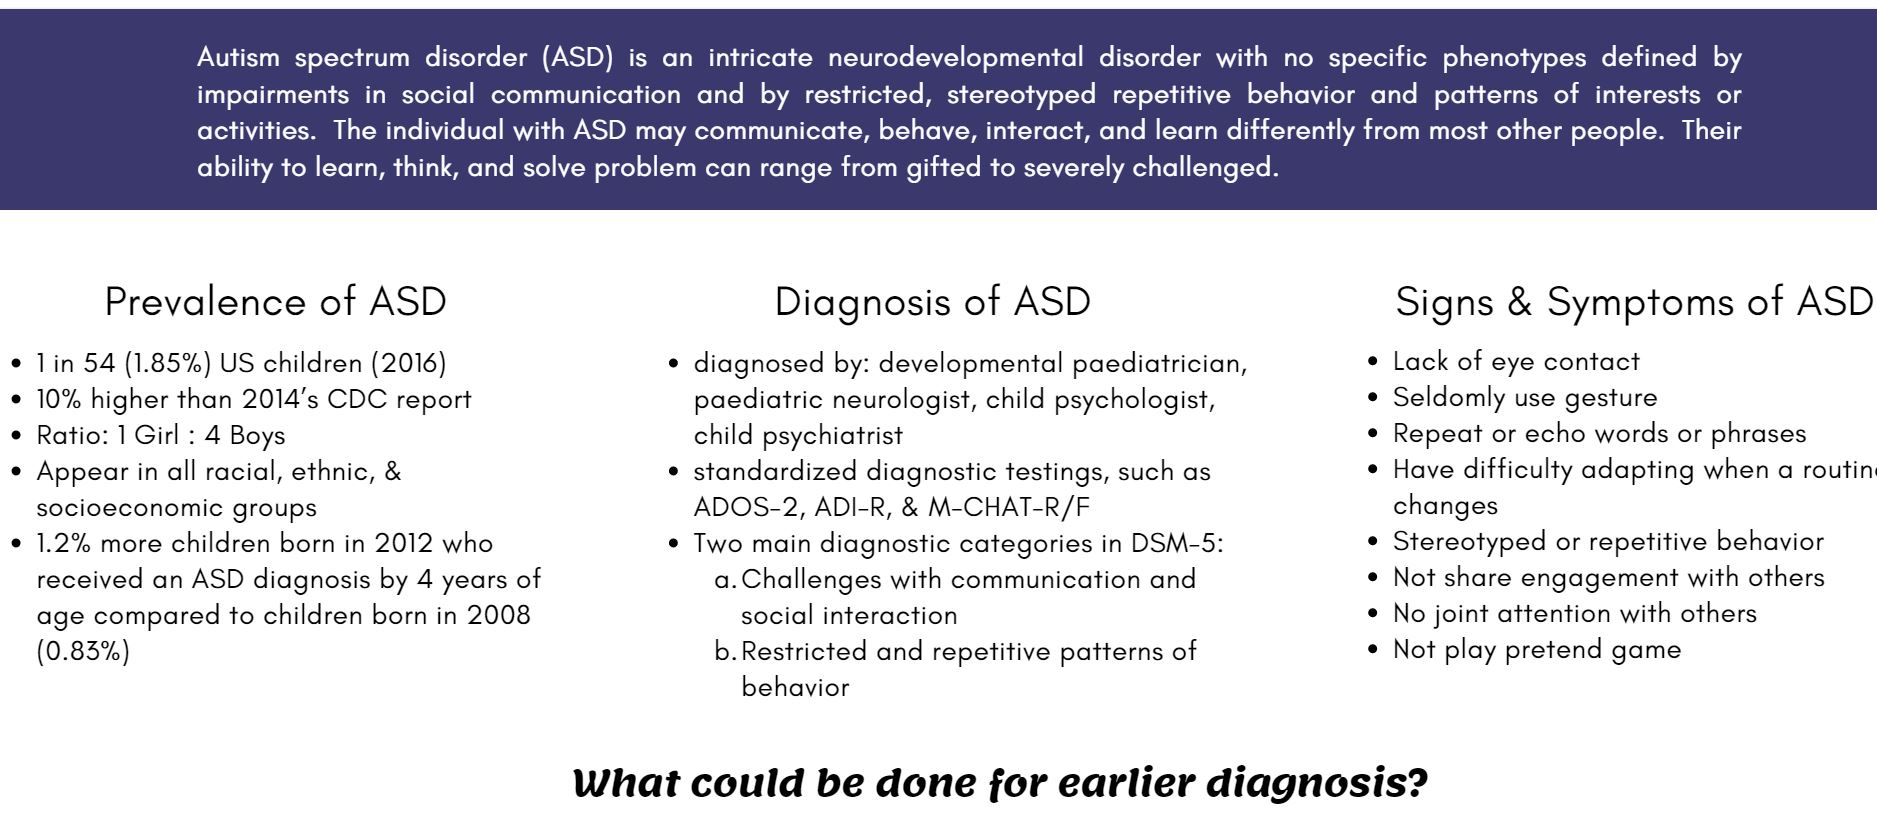 Autism spectrum disorder (ASD) is an intricate neurodevelopmental disorder with no specific phenotypes defined by
impairments in social communication and by restricted, stereotyped repetitive behavior and patterns of interests or
activities. The individual with ASD may communicate, behave, interact, and learn differently from most other people. Their
ability to learn, think, and solve problem can range from gifted to severely challenged.
Prevalence of ASD
• 1 in 54 (1.85%) US children (2016)
• 10% higher than 2014's CDC report
• Ratio: 1 Girl : 4 Boys
• Appear in all racial, ethnic, &
socioeconomic groups
• 1.2% more children born in 2012 who
received an ASD diagnosis by 4 years of
age compared to children born in 2008
(0.83%)
Diagnosis of ASD
• diagnosed by: developmental paediatrician,
paediatric neurologist, child psychologist,
child psychiatrist
• standardized diagnostic testings, such as
ADOS-2, ADI-R, & M-CHAT-R/F
• Two main diagnostic categories in DSM-5:
a. Challenges with communication and
social interaction
b. Restricted and repetitive patterns of
behavior
Signs & Symptoms of ASD
• Lack of eye contact
• Seldomly use gesture
• Repeat or echo words or phrases
• Have difficulty adapting when a routine
changes
• Stereotyped or repetitive behavior
• Not share engagement with others
• No joint attention with others
• Not play pretend game
What could be done for earlier diagnosis?